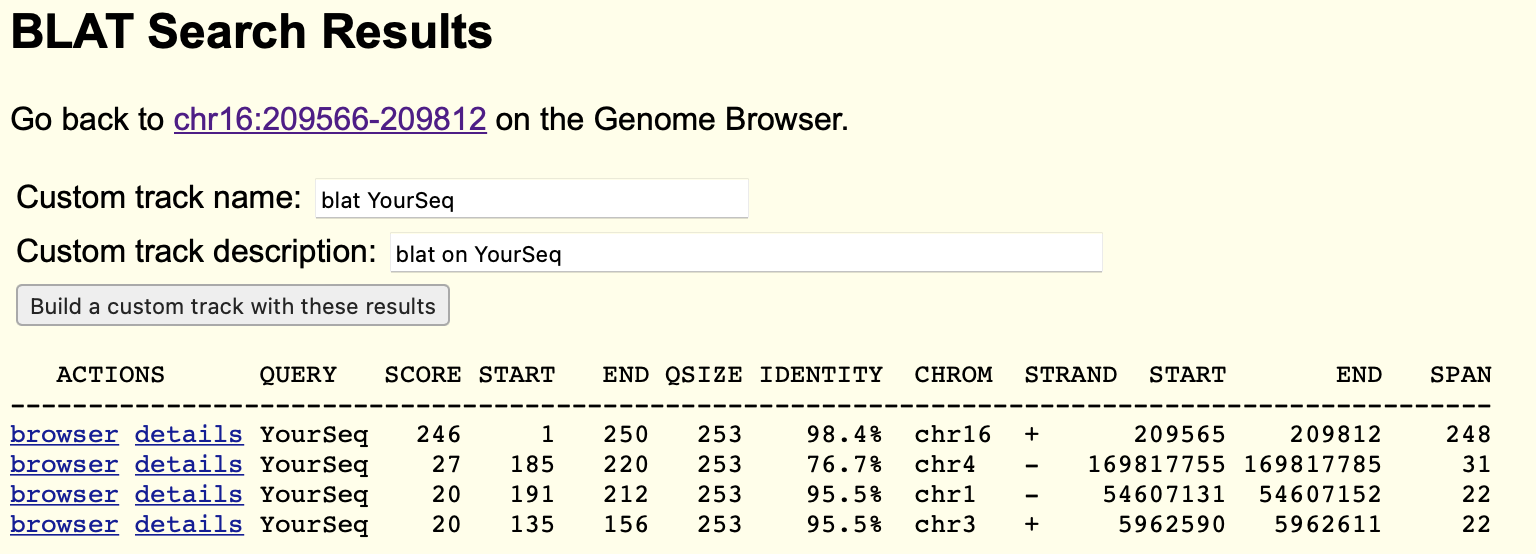 BLAT Search Results
Go back to chr16:209566-209812 on the Genome Browser.
Custom track name: blat YourSeq
Custom track description: blat on YourSeq
Build a custom track with these results
ACTIONS QUERY SCORE START END QSIZE IDENTITY CHROM STRAND START END SPAN
-----------------------------------------------------------------------------------------------
browser details YourSeq 246 1 250 253 98.4% chr16 + 209565 209812 248
browser details YourSeq 27 185 220 253 76.7% chr4 - 169817755 169817785 31
browser details YourSeq 20 191 212 253 95.5% chr1 - 54607131 54607152 22
browser details YourSeq 20 135 156 253 95.5% chr3 + 5962590 5962611 22